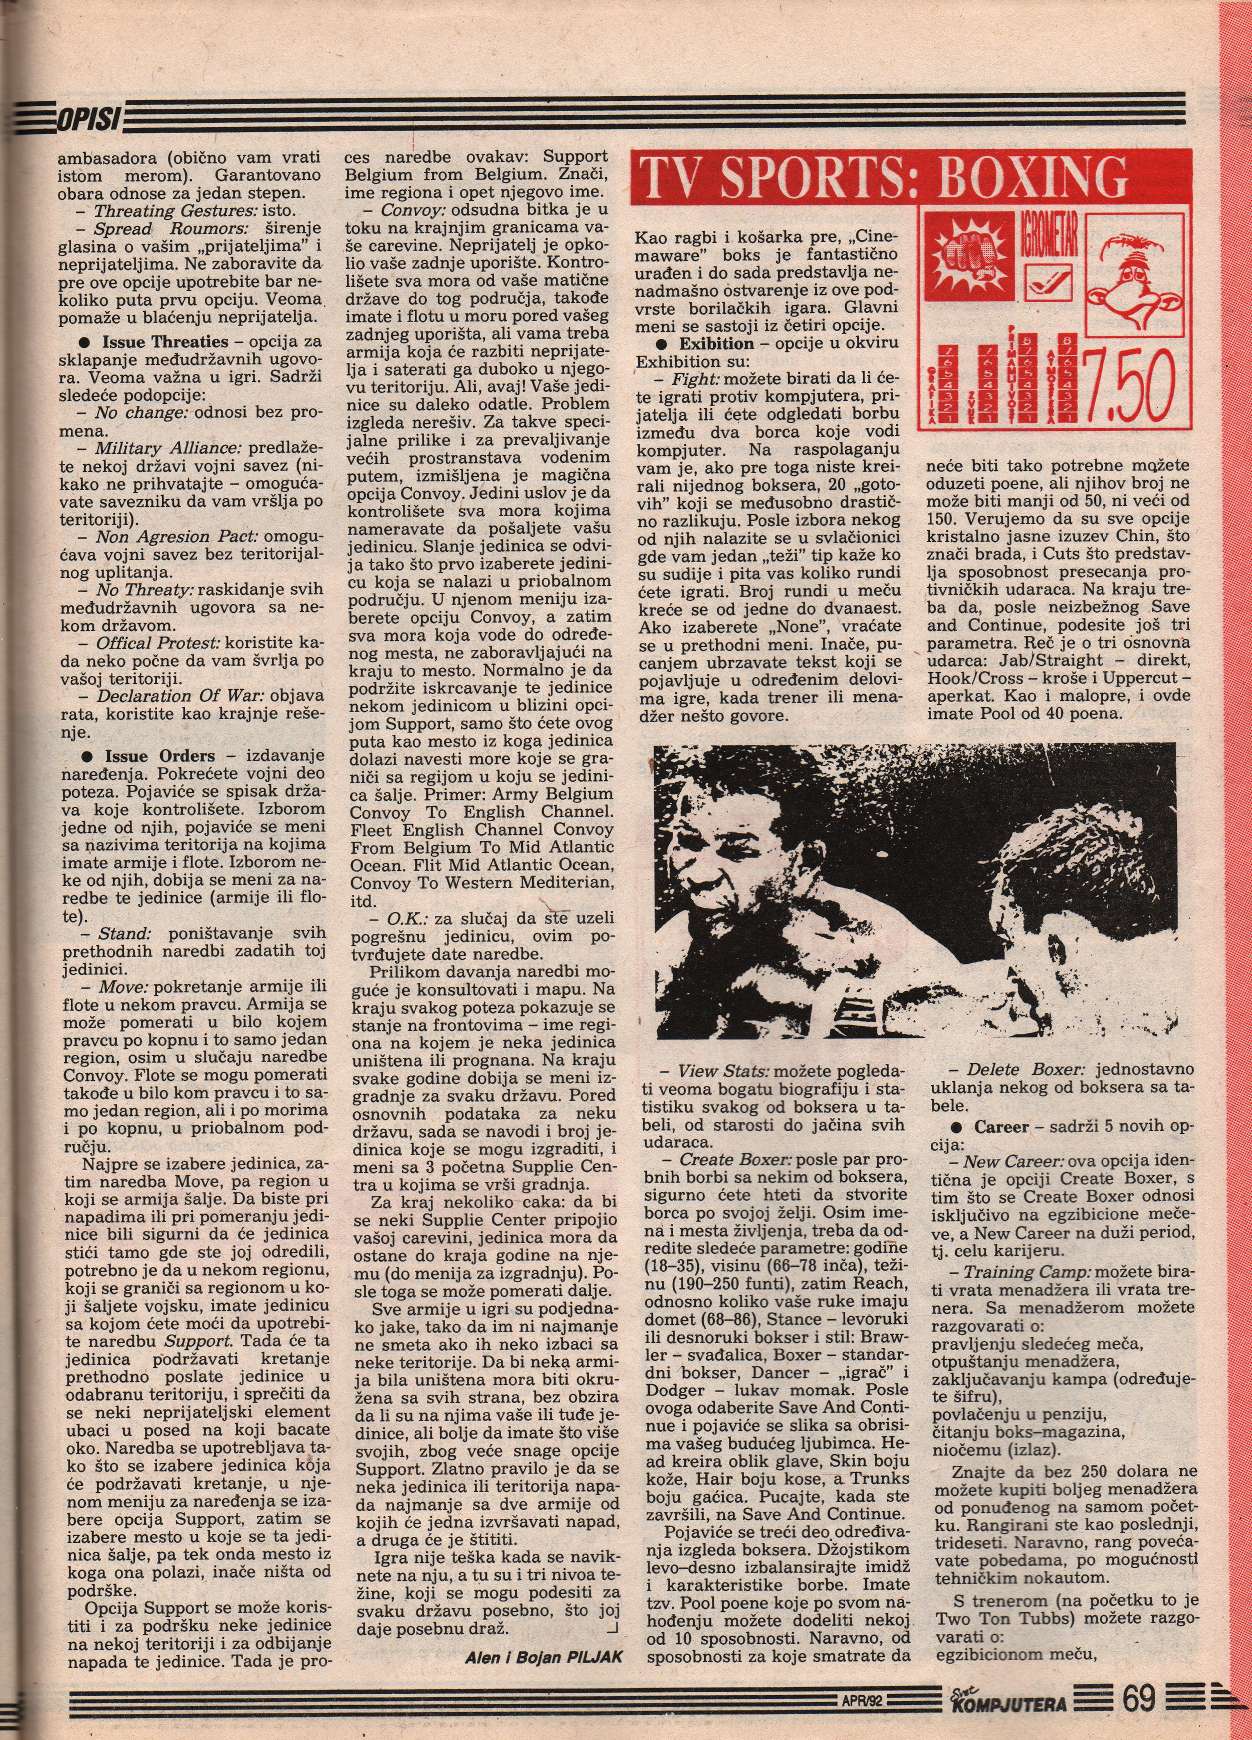 OPISI
ambasadora (obično vam vrati
istom merom). Garantovano
obara odnose za jedan stepen.
– Threating Gestures: isto.
– Spread Roumors: širenje
glasina o vašim „prijateljima” i
neprijateljima. Ne zaboravite da
pre ove opcije upotrebite bar ne-
koliko puta prvu opciju. Veoma
pomaže u blaćenju neprijatelja.
● Issue Threaties – opcija za
sklapanje međudržavnih ugovo-
ra. Veoma važna u igri. Sadrži
sledeće podopcije:
– No change: odnosi bez pro-
mena.
– Military Alliance: predlaže-
te nekoj državi vojni savez (ni-
kako ne prihvatajte – omoguća-
vate savezniku da vam vršlja po
teritoriji).
– Non Agresion Pact: omogu-
ćava vojni savez bez teritorijal-
nog uplitanja.
– No Threaty: raskidanje svih
međudržavnih ugovora sa ne-
kom državom.
– Offical Protest: koristite ka-
da neko počne da vam švrlja po
vašoj teritoriji.
– Declaration Of War: objava
rata, koristite kao krajnje reše-
nje.
● Issue Orders – izdavanje
naređenja. Pokrećete vojni deo
poteza. Pojaviće se spisak drža-
va koje kontrolišete. Izborom
jedne od njih, pojaviće se meni
sa nazivima teritorija na kojima
imate armije i flote. Izborom ne-
ke od njih, dobija se meni za na-
redbe te jedinice (armije ili flo-
te).
– Stand: poništavanje svih
prethodnih naredbi zadatih toj
jedinici.
– Move: pokretanje armije ili
flote u nekom pravcu. Armija se
može pomerati u bilo kojem
pravcu po kopnu i to samo jedan
region, osim u slučaju naredbe
Convoy. Flote se mogu pomerati
takođe u bilo kom pravcu i to sa-
mo jedan region, ali i po morima
i po kopnu, u priobalnom pod-
ručju.
Najpre se izabere jedinica, za-
tim naredba Move, pa region u
koji se armija šalje. Da biste pri
napadima ili pri pomeranju jedi-
nice bili sigurni da će jedinica
stići tamo gde ste joj odredili,
potrebno je da u nekom regionu,
koji se graniči sa regionom u ko-
ji šaljete vojsku, imate jedinicu
sa kojom ćete moći da upotrebi-
te naredbu Support. Tada će ta
jedinica podržavati kretanje
prethodno poslate jedinice u
odabranu teritoriju, i sprečiti da
se neki neprijateljski element
ubaci u posed na koji bacate
oko. Naredba se upotrebljava ta-
ko što se izabere jedinica koja
će podržavati kretanje, u nje-
nom meniju za naređenja se iza-
bere opcija Support, zatim se
izabere mesto u koje se ta jedi-
nica šalje, pa tek onda mesto iz
koga ona polazi, inače ništa od
podrške.
Opcija Support se može koris-
titi i za podršku neke jedinice
na nekoj teritoriji i za odbijanje
napada te jedinice. Tada je pro-
ces naredbe ovakav: Support
Belgium from Belgium. Znači,
ime regiona i opet njegovo ime.
– Convoy: odsudna bitka je u
toku na krajnjim granicama va-
še carevine. Neprijatelj je opko-
lio vaše zadnje uporište. Kontro-
lišete sva mora od vaše matične
države do tog područja, takođe
imate i flotu u moru pored vašeg
zadnjeg uporišta, ali vama treba
armija koja će razbiti neprijate-
lja i saterati ga duboko u njego-
vu teritoriju. Ali, avaj! Vaše jedi-
nice su daleko odatle. Problem
izgleda nerešiv. Za takve speci-
jalne prilike i za prevaljivanje
većih prostranstava vodenim
putem, izmišljena je magična
opcija Convoy. Jedini uslov je da
kontrolišete sva mora kojima
nameravate da pošaljete vašu
jedinicu. Slanje jedinica se odvi-
ja tako što prvo izaberete jedini-
cu koja se nalazi u priobalnom
području. U njenom meniju iza-
berete opciju Convoy, a zatim
sva mora koja vode do određe-
nog mesta, ne zaboravljajući na
kraju to mesto. Normalno je da
podržite iskrcavanje te jedinice
nekom jedinicom u blizini opci-
jom Support, samo što ćete ovog
puta kao mesto iz koga jedinica
dolazi navesti more koje se gra-
niči sa regijom u koju se jedini-
ca šalje. Primer: Army Belgium
Convoy To English Channel.
Fleet English Channel Convoy
From Belgium To Mid Atlantic
Ocean. Flit Mid Atlantic Ocean,
Convoy To Western Mediterian,
itd.
– O.K.: za slučaj da ste uzeli
pogrešnu jedinicu, ovim po-
tvrđujete date naredbe.
Prilikom davanja naredbi mo-
guće je konsultovati i mapu. Na
kraju svakog poteza pokazuje se
stanje na frontovima – ime regi-
ona na kojem je neka jedinica
uništena ili prognana. Na kraju
svake godine dobija se meni iz-
gradnje za svaku državu. Pored
osnovnih podataka za neku
državu, sada se navodi i broj je-
dinica koje se mogu izgraditi, i
meni sa 3 početna Supplie Cen-
tra u kojima se vrši gradnja.
Za kraj nekoliko caka: da bi
se neki Supplie Center pripojio
vašoj carevini, jedinica mora da
ostane do kraja godine na nje-
mu (do menija za izgradnju). Po-
sle toga se može pomerati dalje.
Sve armije u igri su podjedna-
ko jake, tako da im ni najmanje
ne smeta ako ih neko izbaci sa
neke teritorije. Da bi neka armi-
ja bila uništena mora biti okru-
žena sa svih strana, bez obzira
da li su na njima vaše ili tuđe je-
dinice, ali bolje da imate što više
svojih, zbog veće snage opcije
Support. Zlatno pravilo je da se
neka jedinica ili teritorija napa-
da najmanje sa dve armije od
kojih će jedna izvršavati napad,
a druga će je štititi.
Igra nije teška kada se navik-
nete na nju, a tu su i tri nivoa te-
žine, koji se mogu podesiti za
svaku državu posebno, što joj
daje posebnu draž.
Alen i Bojan PILJAK
TV SPORTS: BOXING
IGROMETAR
GRAFIKA
7 6 5 4 3 2 1
ZVUK
7 6 5 4 3 2 1
PRIMAMLJIVOST
8 7 6 5 4 3 2 1
ATMOSFERA
8 7 6 5 4 3 2 1
7.50
Kao ragbi i košarka pre, „Cine-
maware” boks je fantastično
urađen i do sada predstavlja ne-
nadmašno ostvarenje iz ove pod-
vrste borilačkih igara. Glavni
meni se sastoji iz četiri opcije.
● Exibition – opcije u okviru
Exhibition su:
– Fight: možete birati da li će-
te igrati protiv kompjutera, pri-
jatelja ili ćete odgledati borbu
između dva borca koje vodi
kompjuter. Na raspolaganju
vam je, ako pre toga niste krei-
rali nijednog boksera, 20 „goto-
vih” koji se međusobno drastič-
no razlikuju. Posle izbora nekog
od njih nalazite se u svlačionici
gde vam jedan „teži” tip kaže ko
su sudije i pita vas koliko rundi
ćete igrati. Broj rundi u meču
kreće se od jedne do dvanaest.
Ako izaberete „None”, vraćate
se u prethodni meni. Inače, pu-
canjem ubrzavate tekst koji se
pojavljuje u određenim delovi-
ma igre, kada trener ili mena-
džer nešto govore.
– View Stats: možete pogleda-
ti veoma bogatu biografiju i sta-
tistiku svakog od boksera u ta-
beli, od starosti do jačina svih
udaraca.
– Create Boxer: posle par pro-
bnih borbi sa nekim od boksera,
sigurno ćete hteti da stvorite
borca po svojoj želji. Osim ime-
na i mesta življenja, treba da od-
redite sledeće parametre: godine
(18–35), visinu (66–78 inča), teži-
nu (190–250 funti), zatim Reach,
odnosno koliko vaše ruke imaju
domet (68–86), Stance – levoruki
ili desnoruki bokser i stil: Braw-
ler – svađalica, Boxer – standar-
dni bokser, Dancer – „igrač” i
Dodger – lukav momak. Posle
ovoga odaberite Save And Conti-
nue i pojaviće se slika sa obrisi-
ma vašeg budućeg ljubimca. He-
ad kreira oblik glave, Skin boju
kože, Hair boju kose, a Trunks
boju gaćica. Pucajte, kada ste
završili, na Save And Continue.
Pojaviće se treći deo određiva-
nja izgleda boksera. Džojstikom
levo–desno izbalansirajte imidž
i karakteristike borbe. Imate
tzv. Pool poene koje po svom na-
hođenju možete dodeliti nekoj
od 10 sposobnosti. Naravno, od
sposobnosti za koje smatrate da
neće biti tako potrebne možete
oduzeti poene, ali njihov broj ne
može biti manji od 50, ni veći od
150. Verujemo da su sve opcije
kristalno jasne izuzev Chin, što
znači brada, i Cuts što predstav-
lja sposobnost presecanja pro-
tivničkih udaraca. Na kraju tre-
ba da, posle neizbežnog Save
and Continue, podesite još tri
parametra. Reč je o tri osnovna
udarca: Jab/Straight – direkt,
Hook/Cross – kroše i Uppercut –
aperkat. Kao i malopre, i ovde
imate Pool od 40 poena.
– Delete Boxer: jednostavno
uklanja nekog od boksera sa ta-
bele.
● Career – sadrži 5 novih op-
cija:
– New Career: ova opcija iden-
tična je opciji Create Boxer, s
tim što se Create Boxer odnosi
isključivo na egzibicione meče-
ve, a New Career na duži period,
tj. celu karijeru.
– Training Camp: možete bira-
ti vrata menadžera ili vrata tre-
nera. Sa menadžerom možete
razgovarati o:
pravljenju sledećeg meča,
otpuštanju menadžera,
zaključavanju kampa (određuje-
te šifru),
povlačenju u penziju,
čitanju boks–magazina,
niočemu (izlaz).
Znajte da bez 250 dolara ne
možete kupiti boljeg menadžera
od ponuđenog na samom počet-
ku. Rangirani ste kao poslednji,
trideseti. Naravno, rang poveća-
vate pobedama, po mogućnosti
tehničkim nokautom.
S trenerom (na početku to je
Two Ton Tubbs) možete razgo-
varati o:
egzibicionom meču,
APR/92
Svet KOMPJUTERA
69